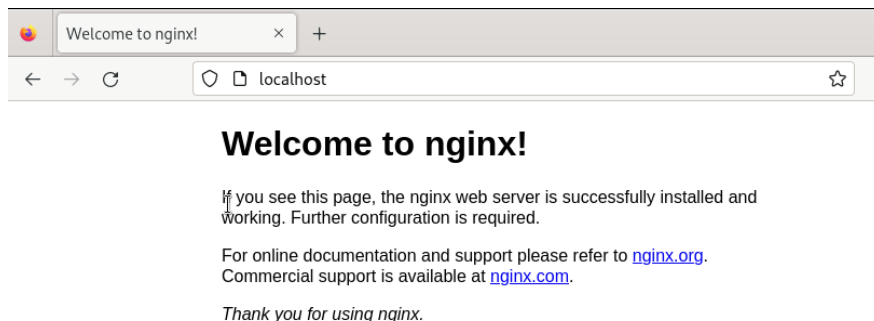 Welcome to nginx!
localhost
Welcome to nginx!
If you see this page, the nginx web server is successfully installed and
working. Further configuration is required.
For online documentation and support please refer to nginx.org.
Commercial support is available at nginx.com.
Thank you for using nginx.